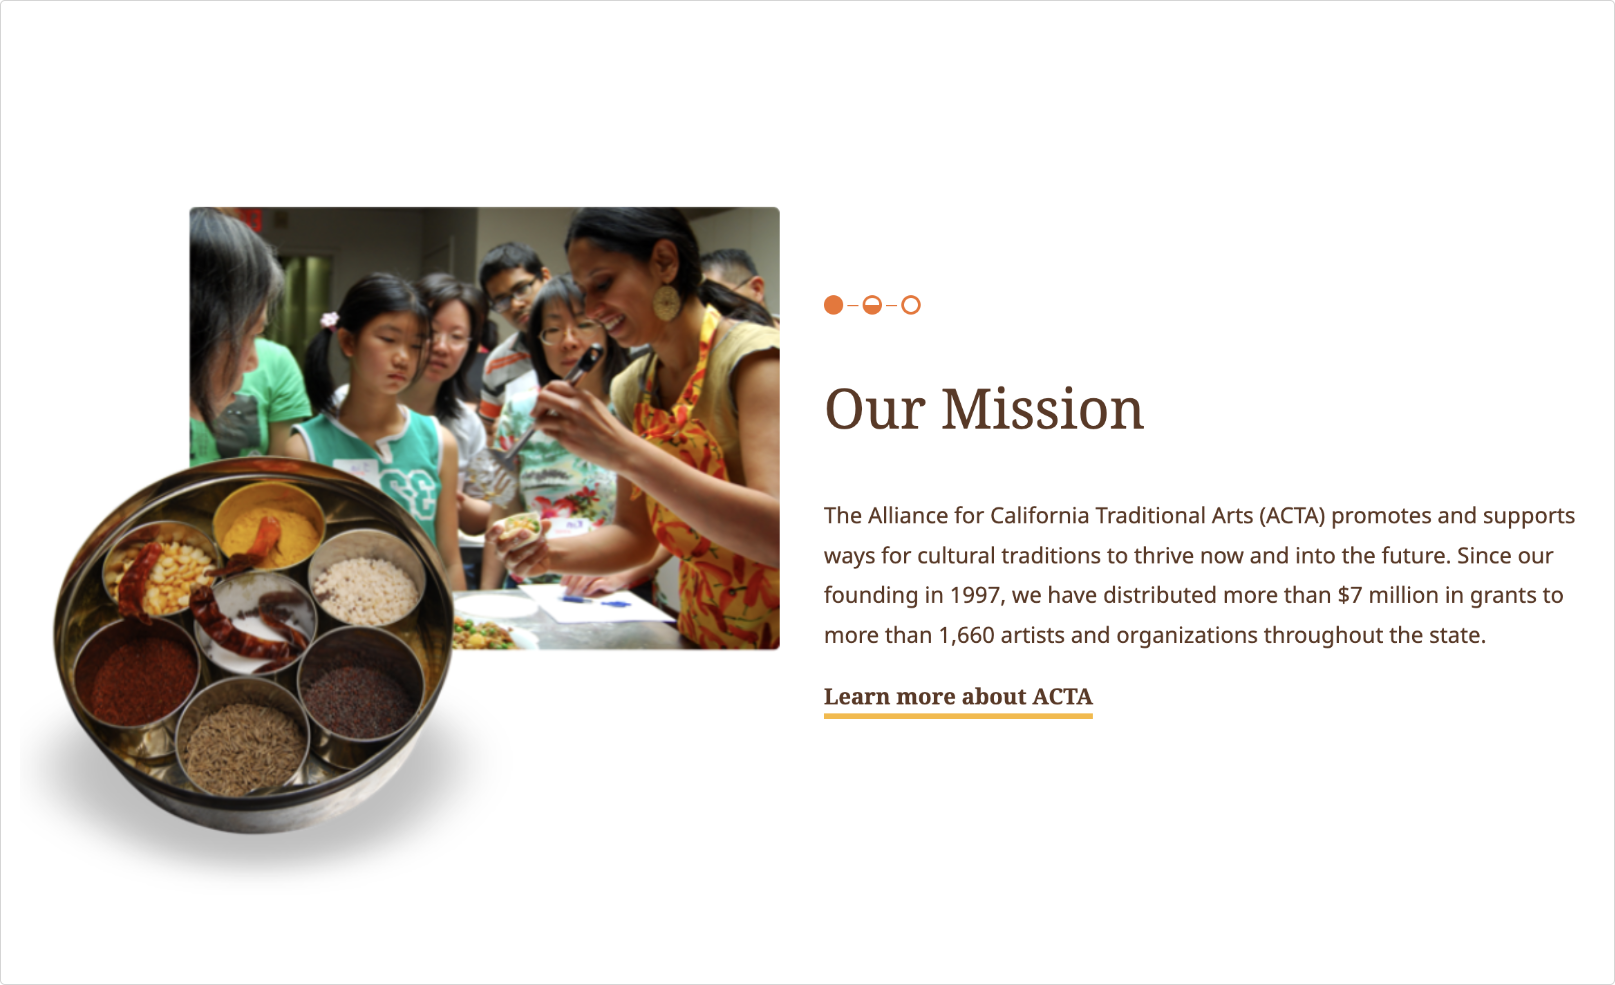 Our Mission
The Alliance for California Traditional Arts (ACTA) promotes and supports
ways for cultural traditions to thrive now and into the future. Since our
founding in 1997, we have distributed more than $7 million in grants to
more than 1,660 artists and organizations throughout the state.
Learn more about ACTA